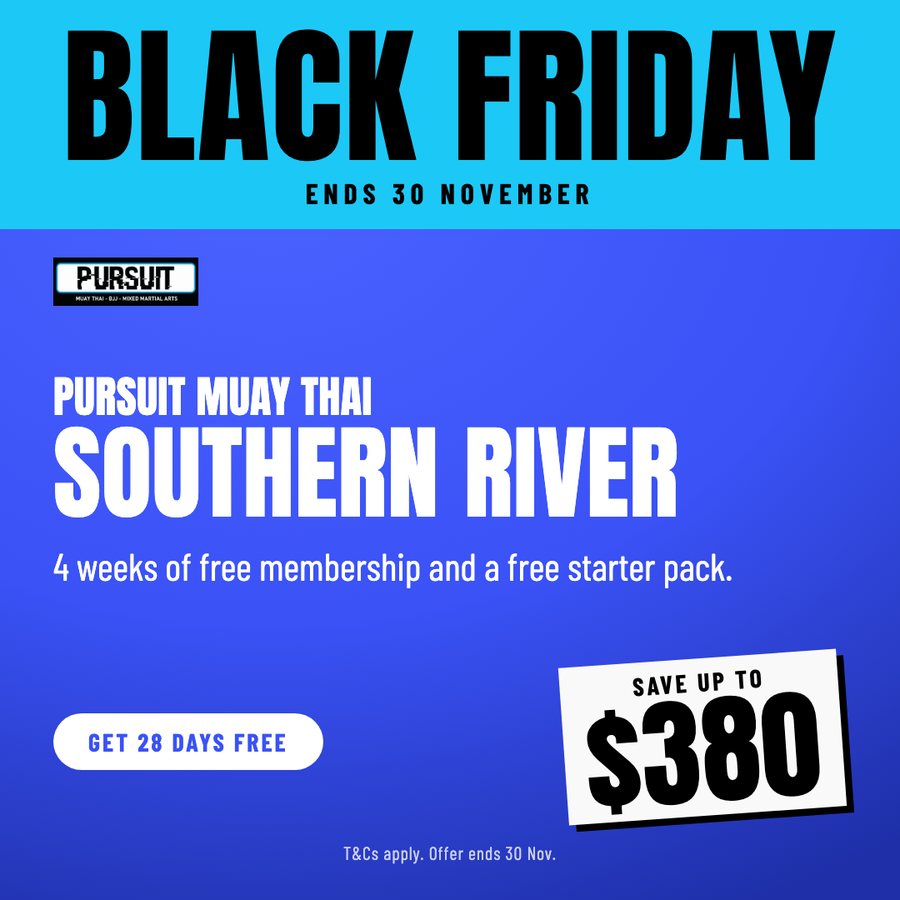 BLACK FRIDAY
ENDS 30 NOVEMBER
PURSUIT
MUAY THAI - BJJ - MIXED MARTIAL ARTS
PURSUIT MUAY THAI
SOUTHERN RIVER
4 weeks of free membership and a free starter pack.
SAVE UP TO
$380
GET 28 DAYS FREE
T&Cs apply. Offer ends 30 Nov.